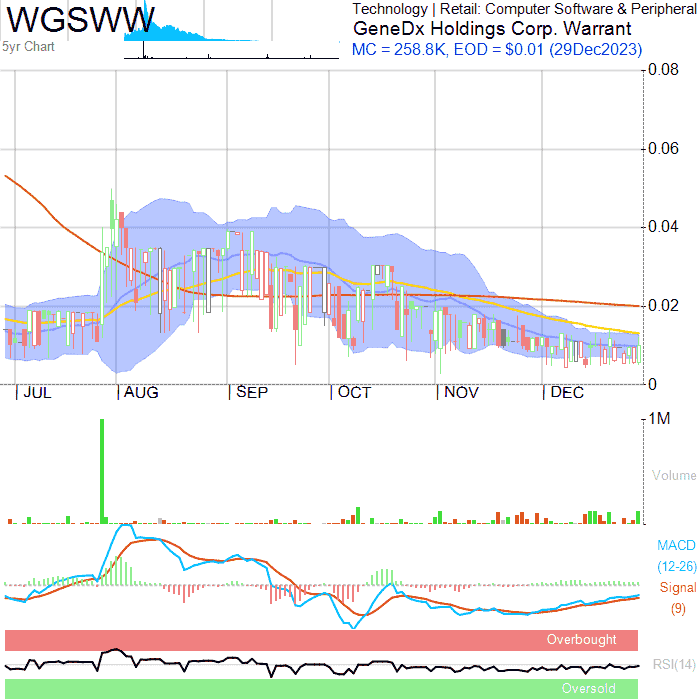 WGSWW
5yr Chart
Technology | Retail: Computer Software & Peripheral
GeneDx Holdings Corp. Warrant
MC = 258.8K, EOD = $0.01 (29Dec2023)
0.08
0.06
0.04
0.02
0
JUL AUG SEP OCT NOV DEC
1M
Volume
MACD
(12-26)
Signal
(9)
Overbought
RSI(14)
Oversold